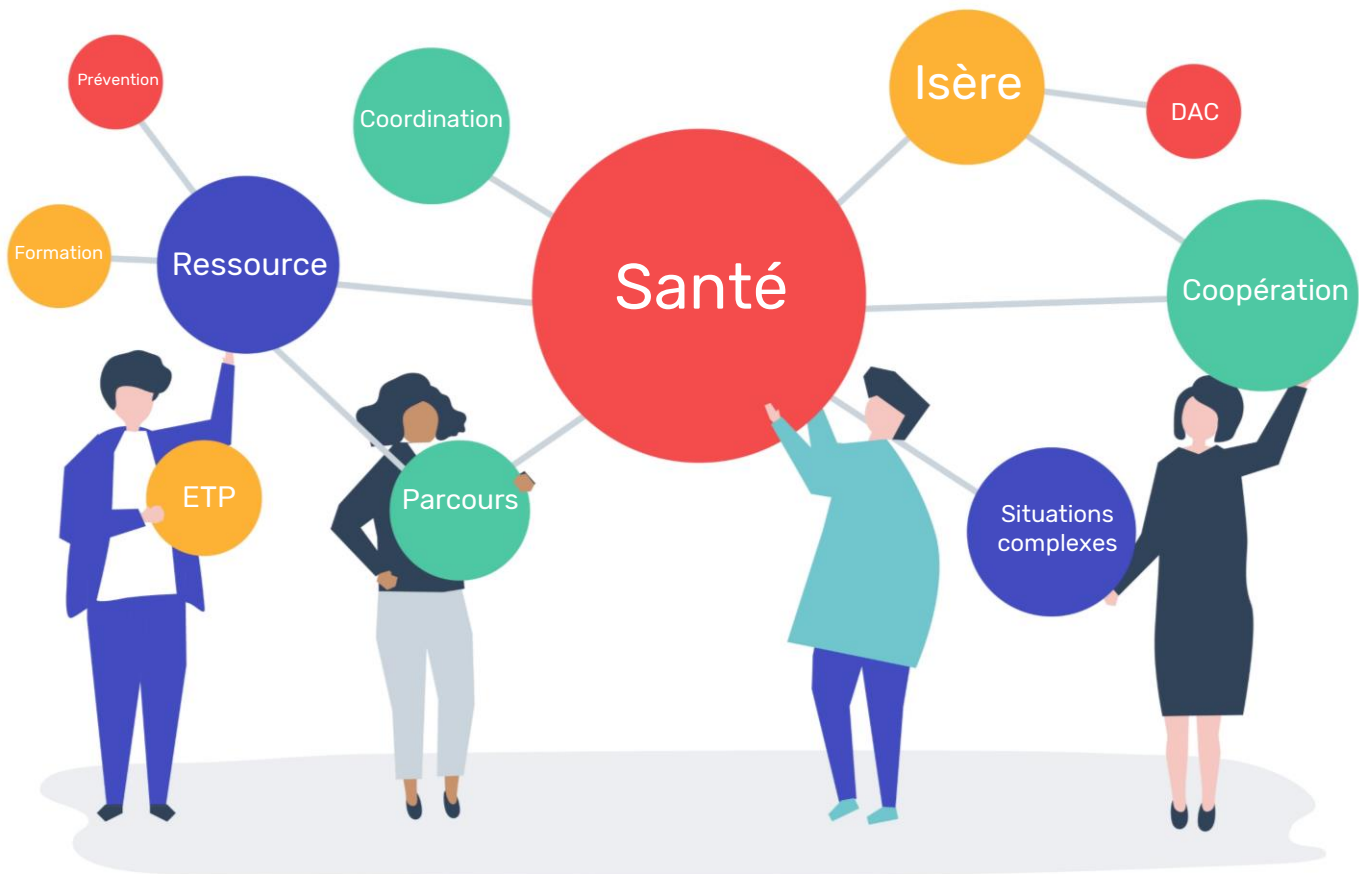 Prévention
Coordination
Isère
DAC
Formation
Ressource
Santé
Coopération
ETP
Parcours
Situations
complexes